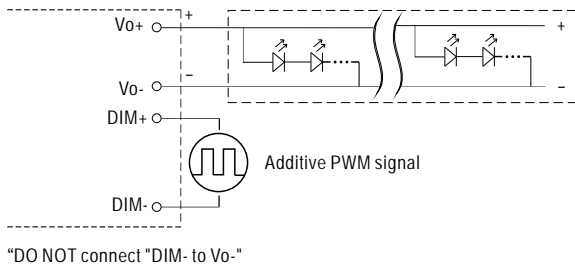 Vo+
+
+
−
−
Vo-
DIM+
Additive PWM signal
DIM-
“DO NOT connect "DIM- to Vo-"